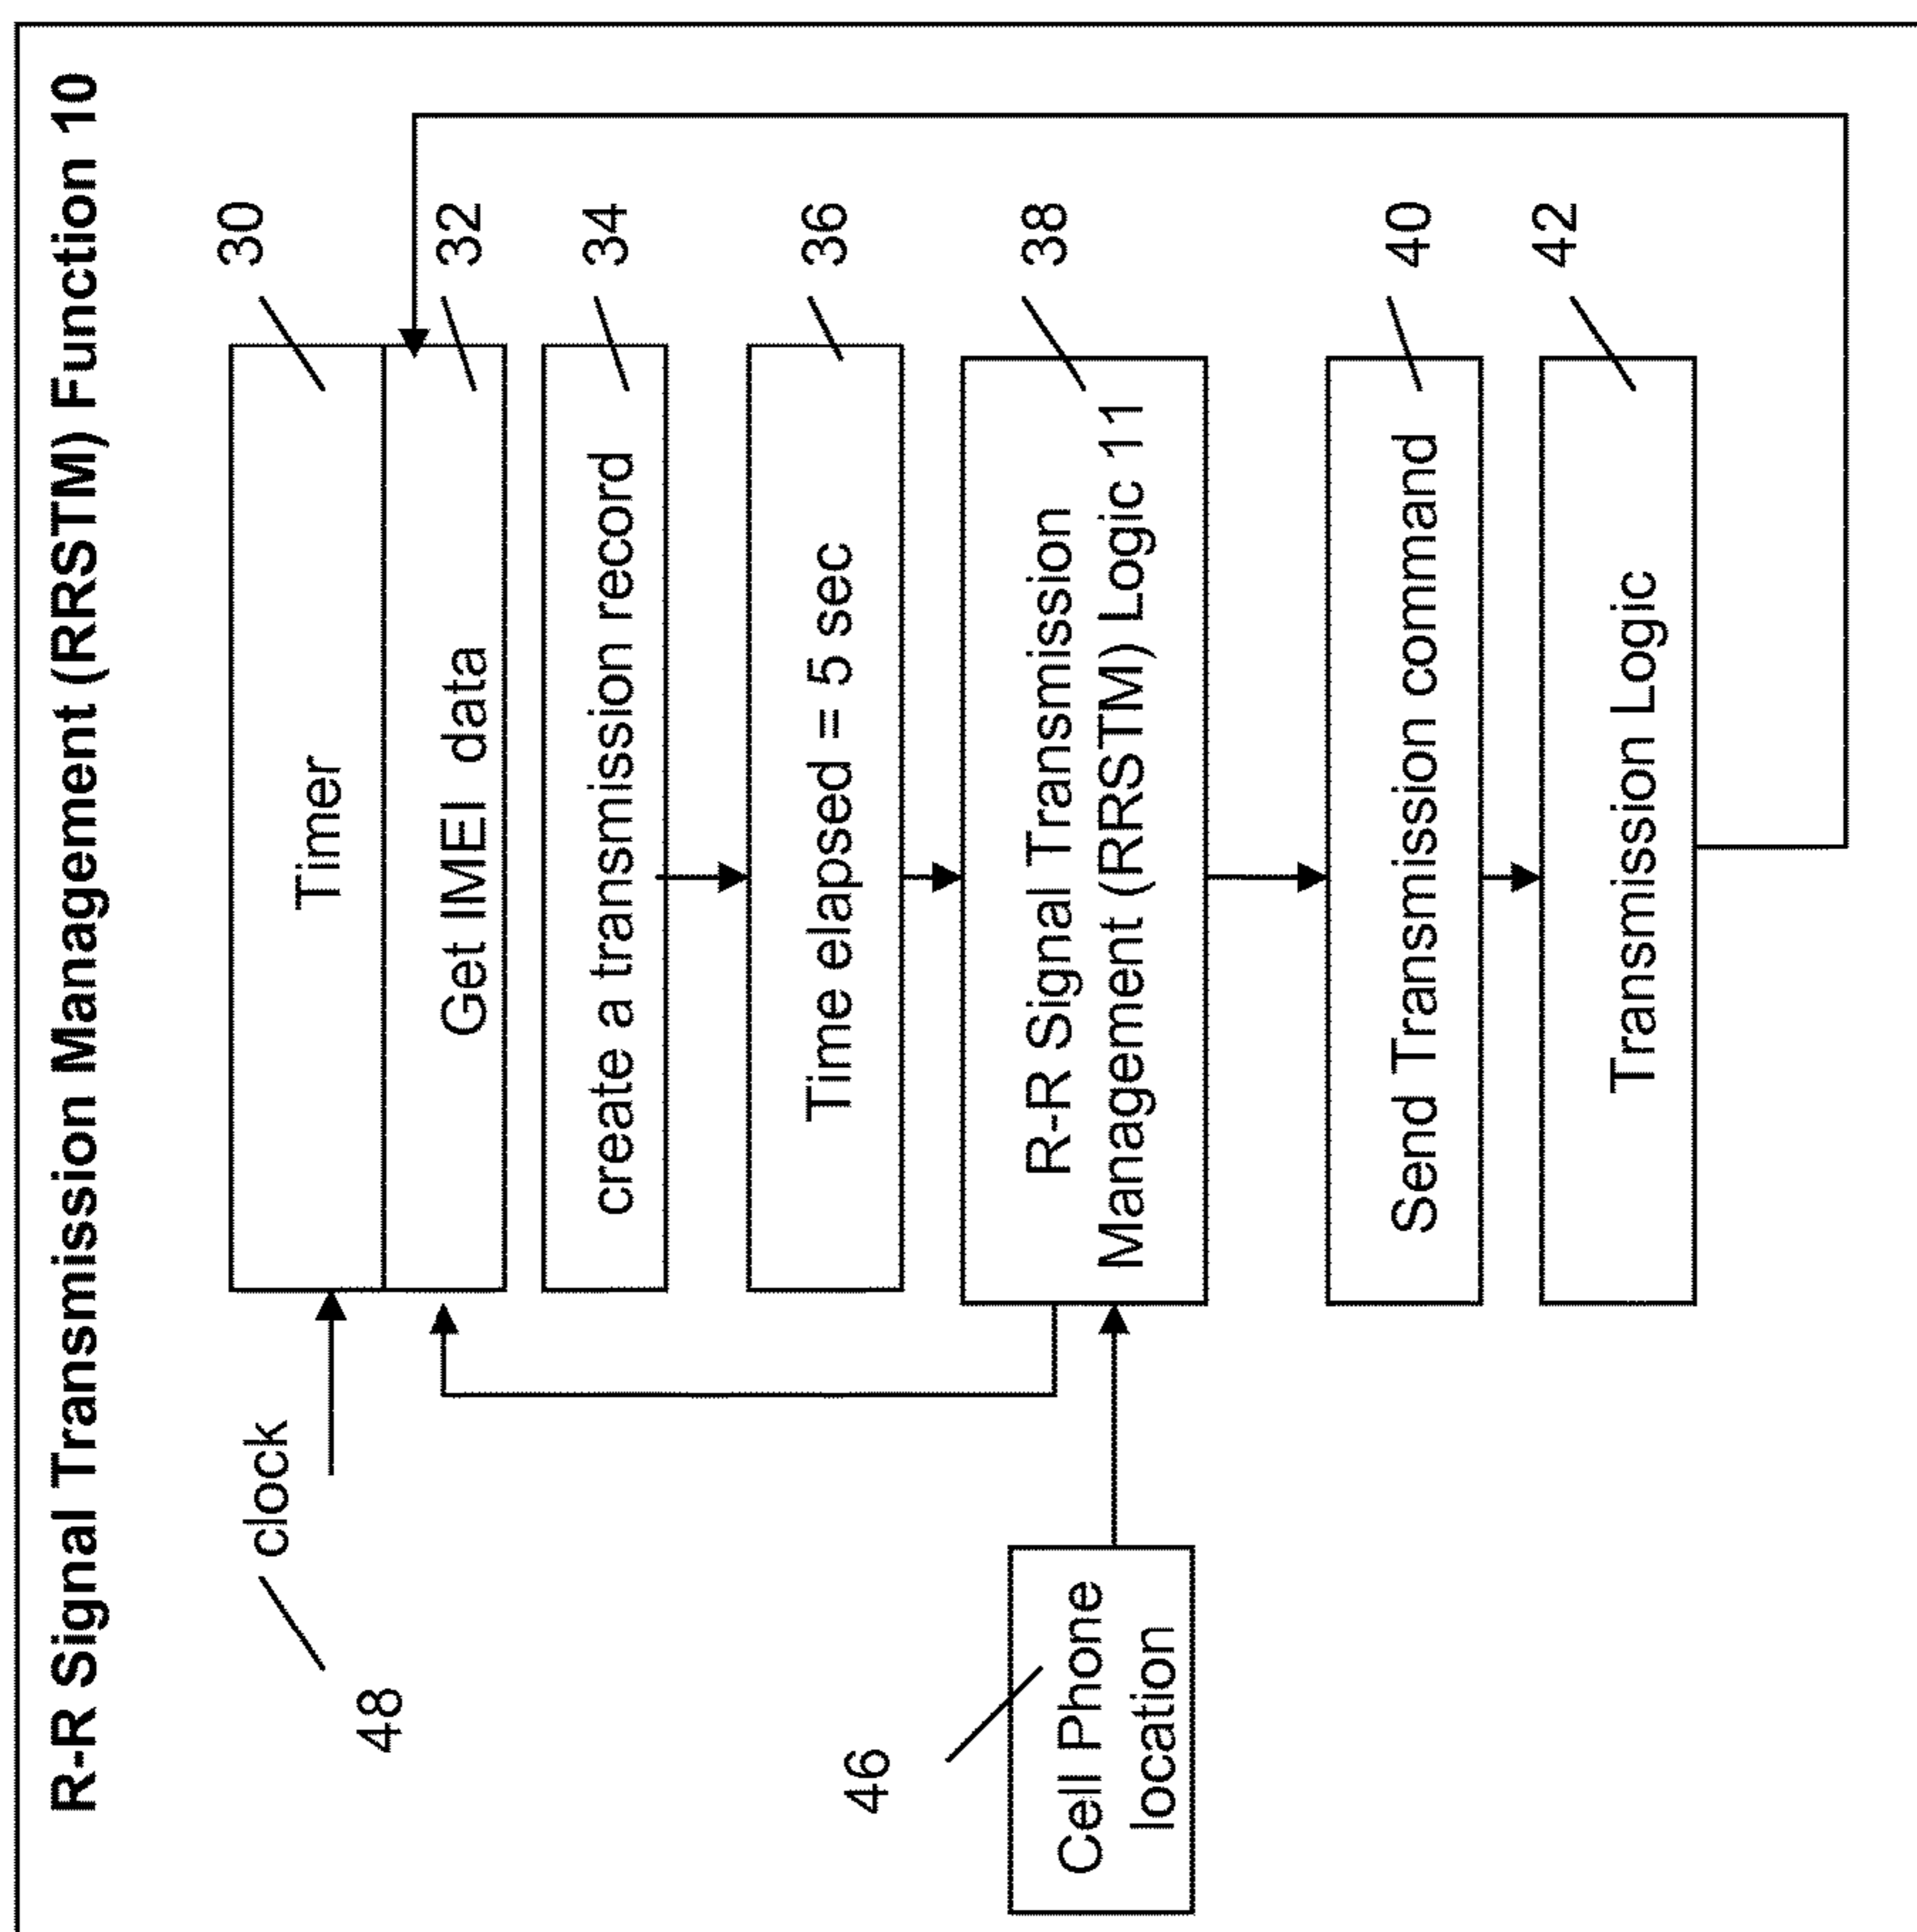 R-R Signal Transmission Management (RRSTM) Function 10
48
clock
Timer
30
Get IMEI data
32
create a transmission record
34
Time elapsed = 5 sec
36
46
Cell Phone
location
R-R Signal Transmission
Management (RRSTM) Logic 11
38
Send Transmission command
40
Transmission Logic
42